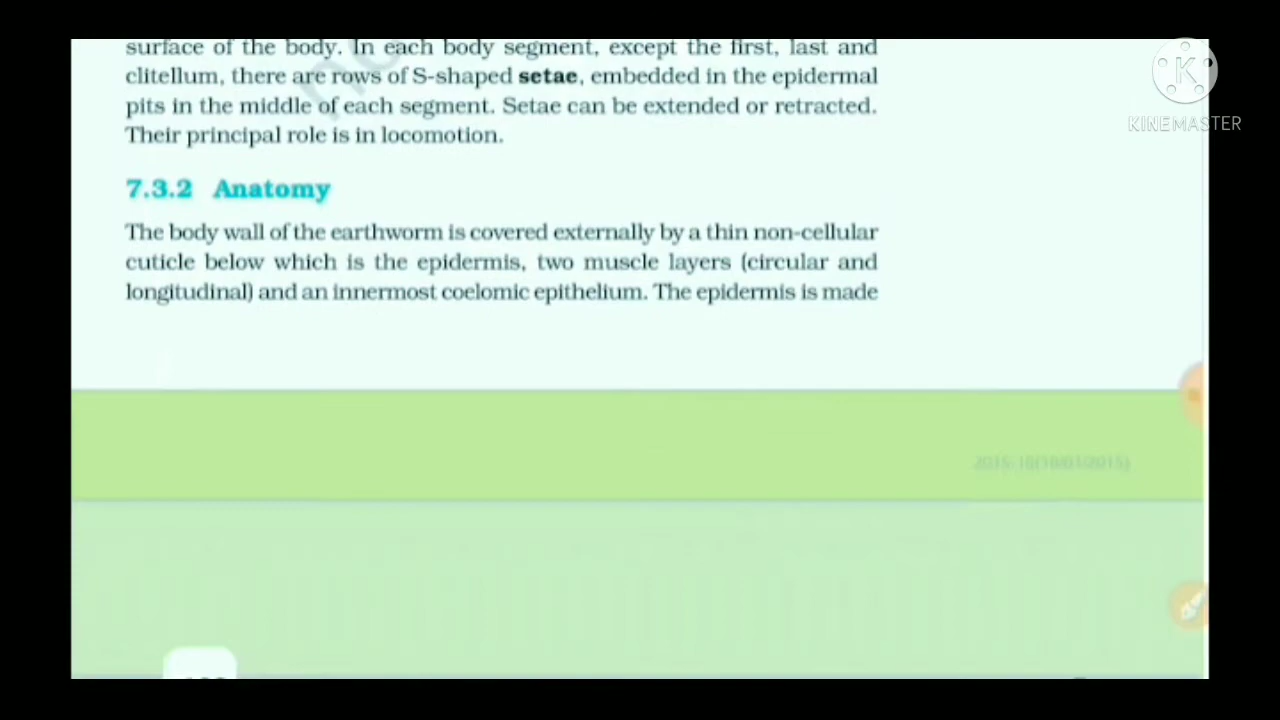 surface of the body. In each body segment, except the first, last and
clitellum, there are rows of S-shaped setae, embedded in the epidermal
pits in the middle of each segment. Setae can be extended or retracted.
Their principal role is in locomotion.
7.3.2 Anatomy
The body wall of the earthworm is covered externally by a thin non-cellular
cuticle below which is the epidermis, two muscle layers (circular and
longitudinal) and an innermost coelomic epithelium. The epidermis is made
K
KINEMASTER